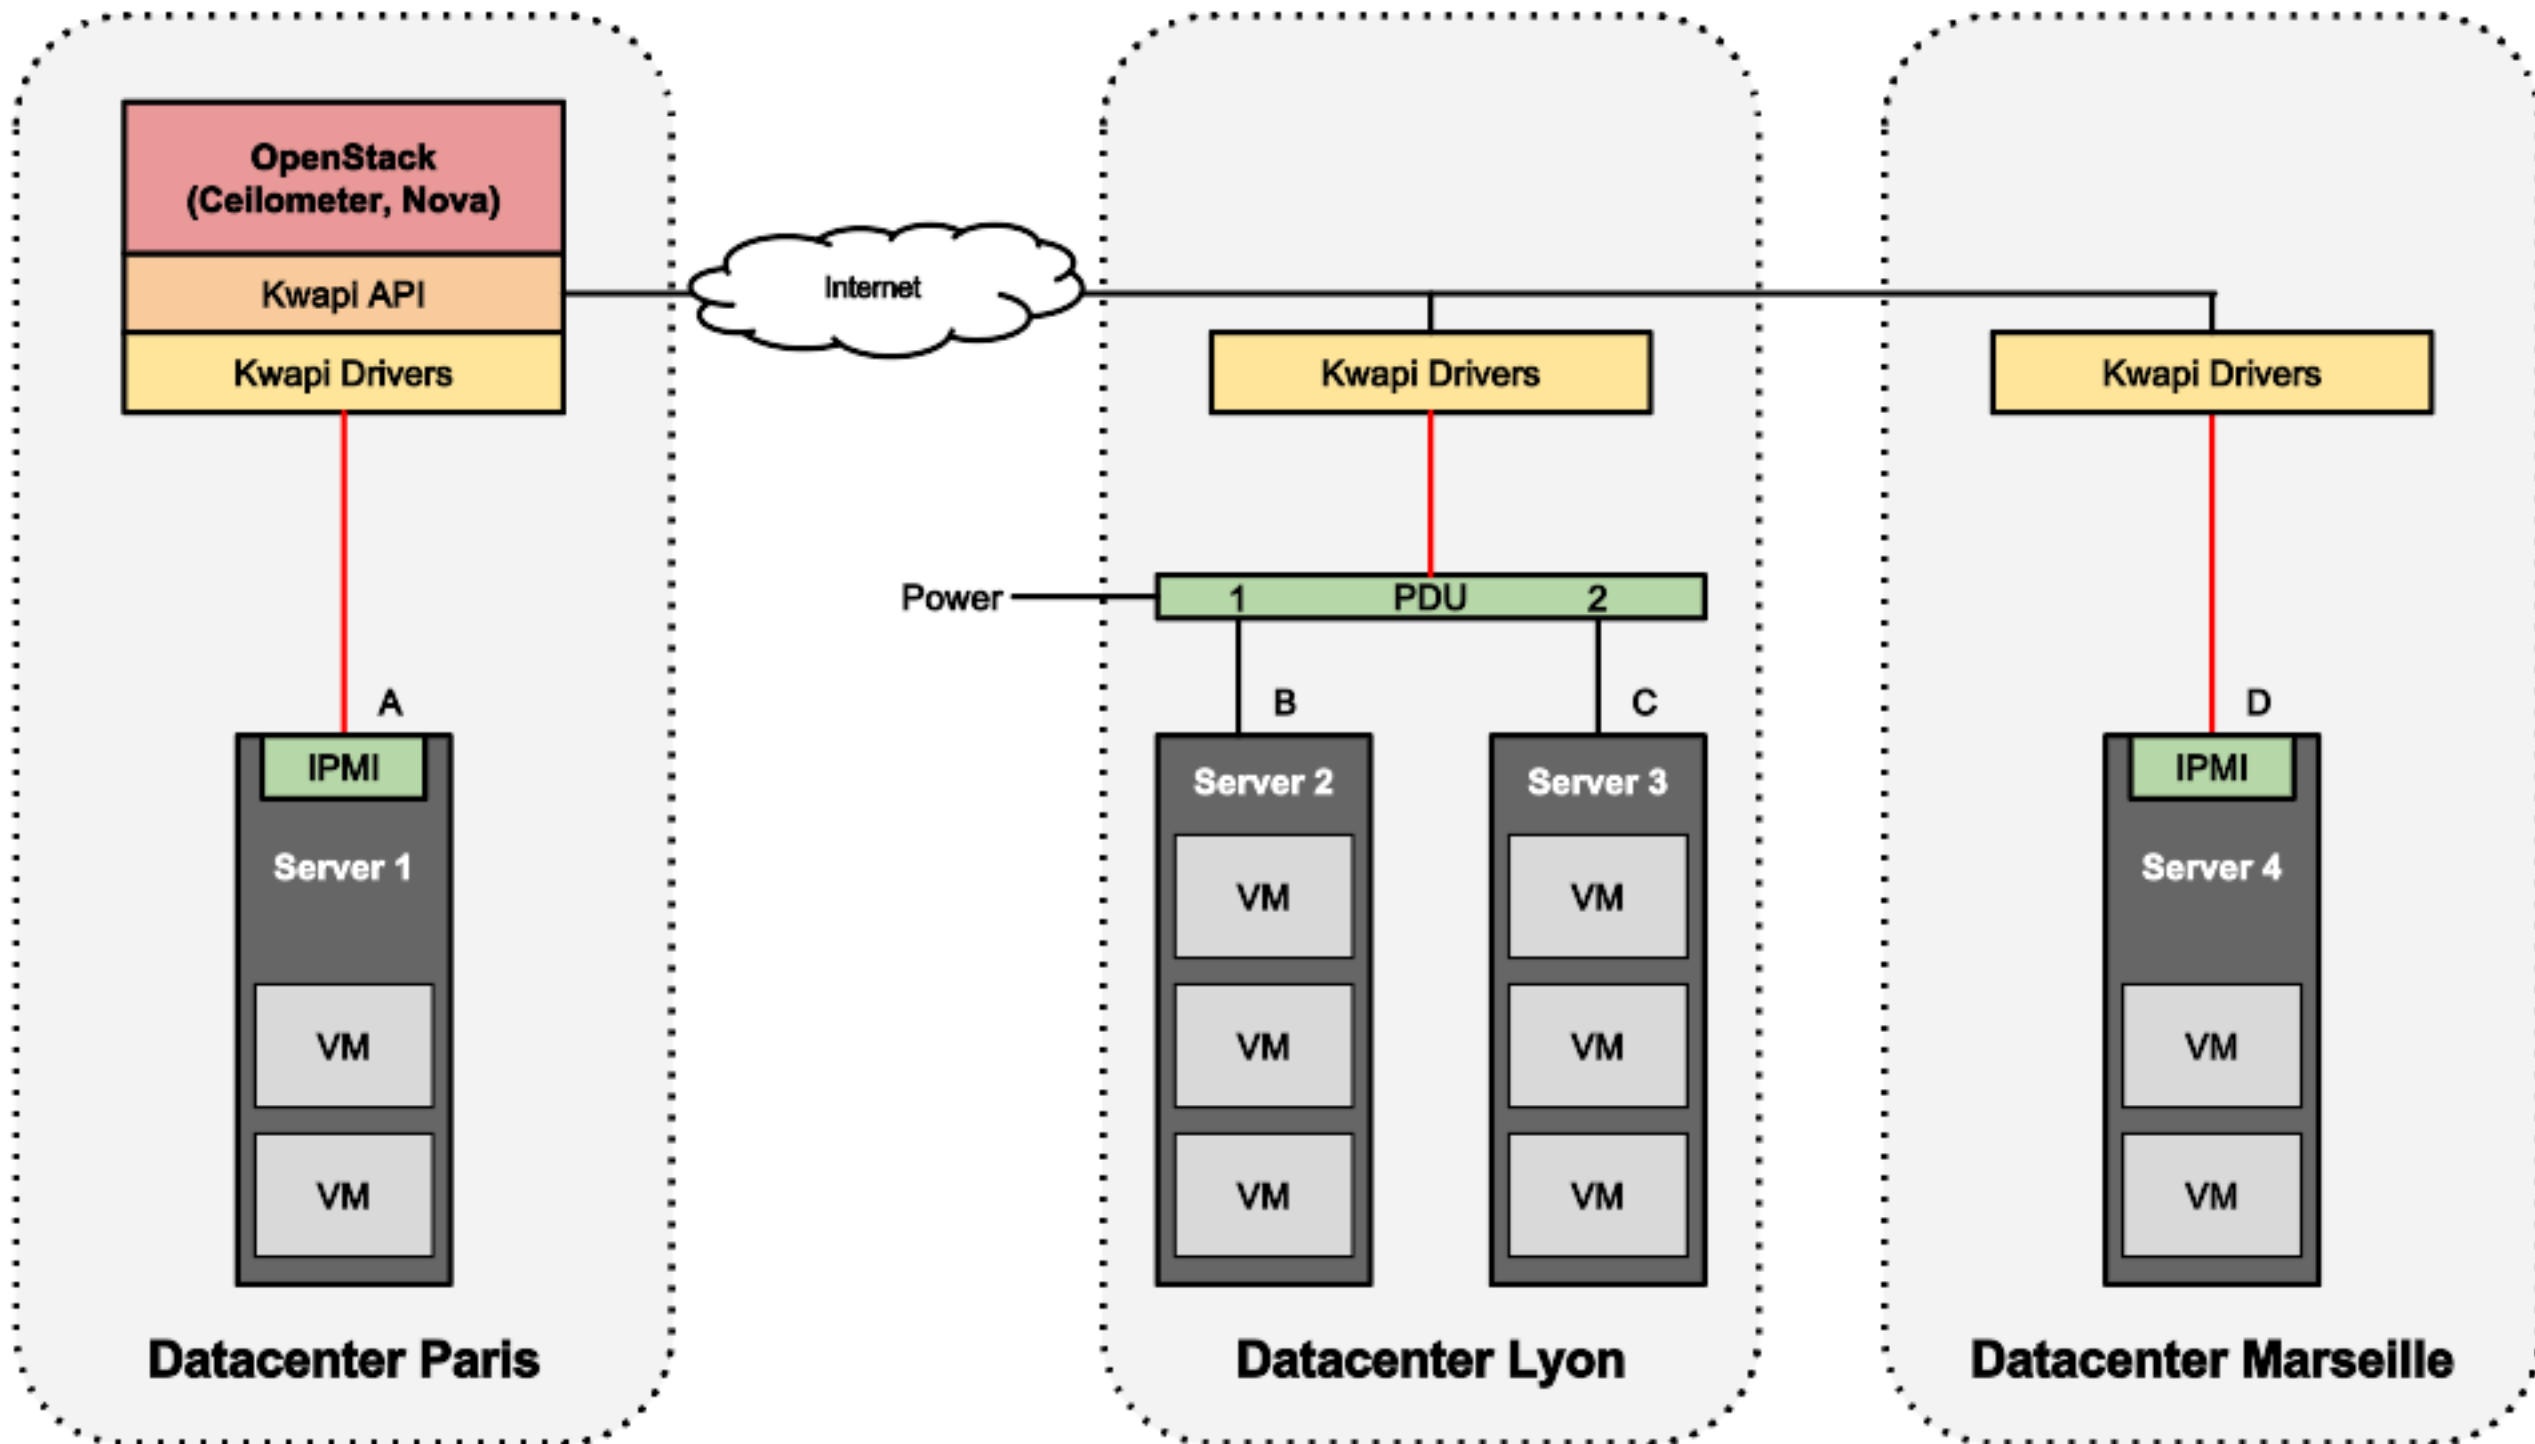 OpenStack
(Ceilometer, Nova)
Kwapi API
Kwapi Drivers
A
IPMI
Server 1
VM
VM
Datacenter Paris
Internet
Kwapi Drivers
Power
1 PDU 2
B
Server 2
VM
VM
VM
C
Server 3
VM
VM
VM
Datacenter Lyon
Kwapi Drivers
D
IPMI
Server 4
VM
VM
Datacenter Marseille